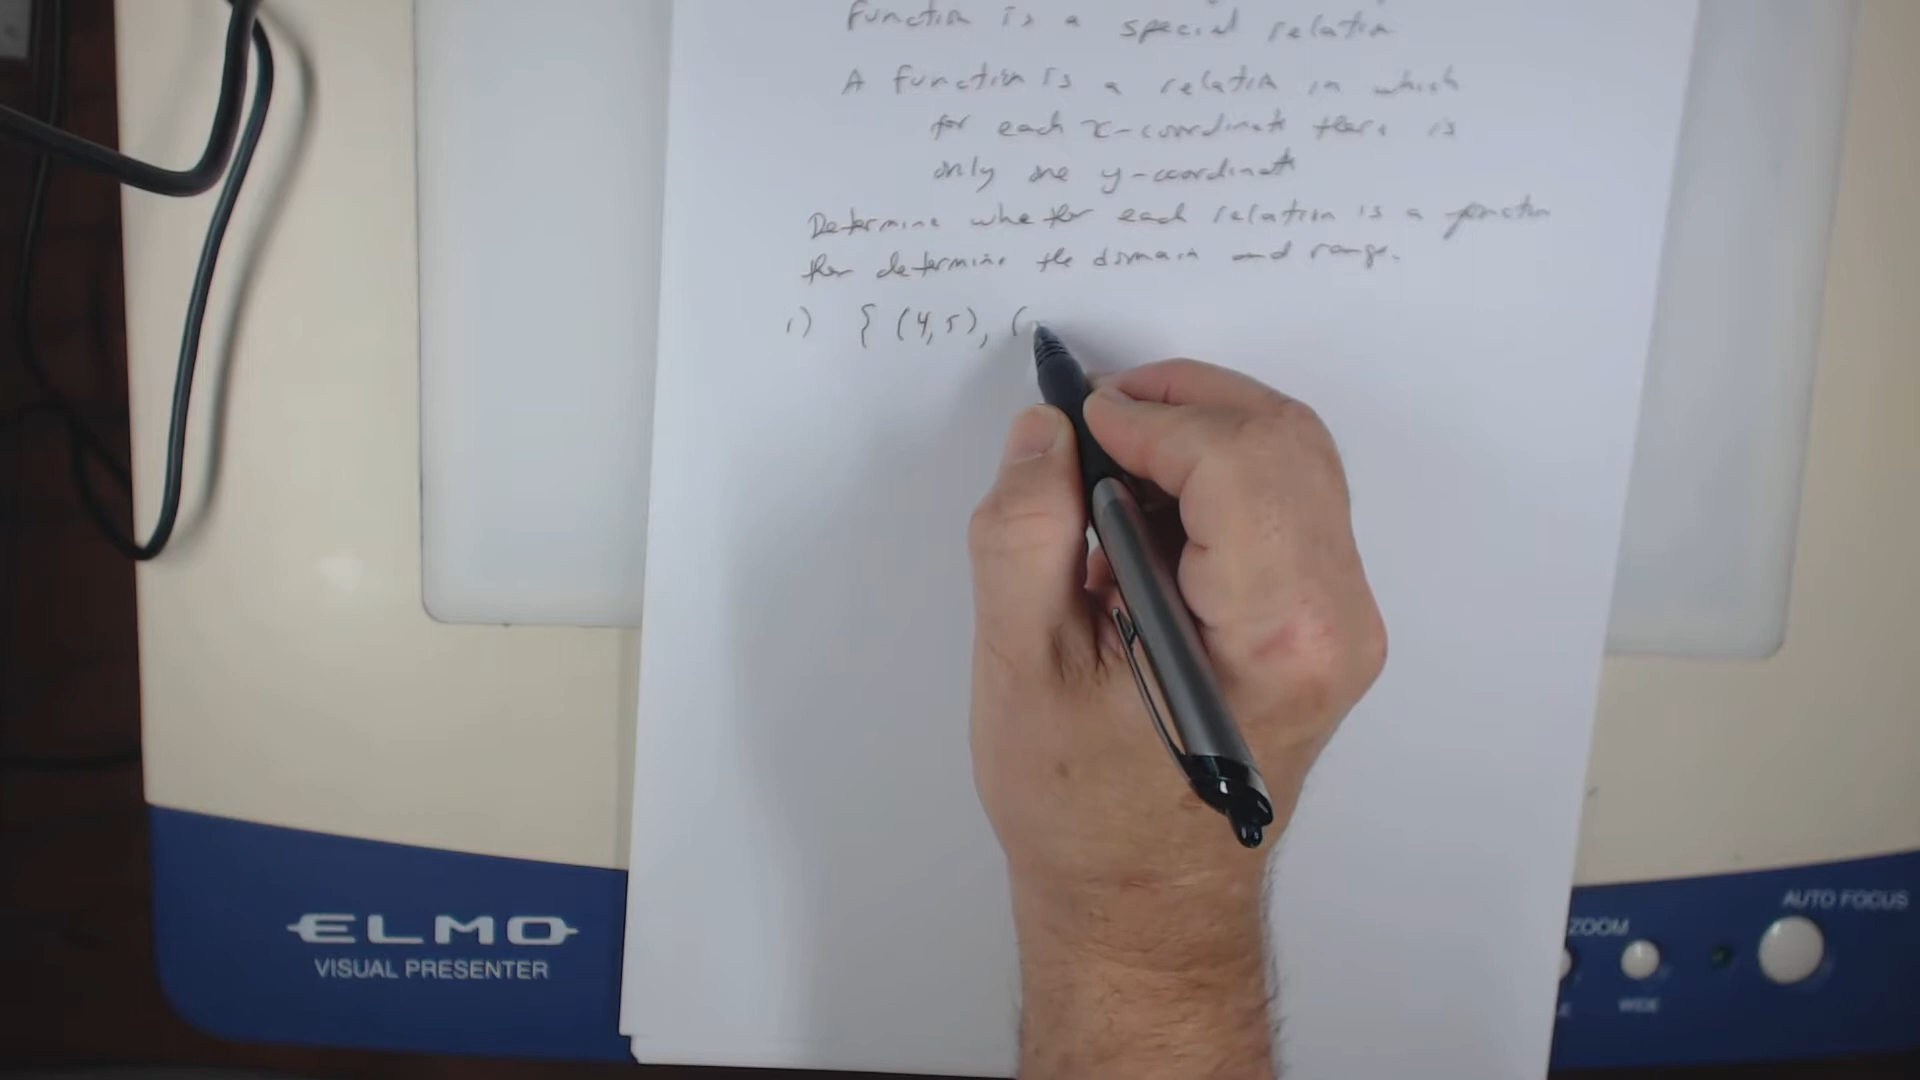 Function is a special relation
A function is a relation in which
for each x-coordinate there is
only one y-coordinate
Determine whether each relation is a function
then determine the domain and range.
1) { (4,5), (
ELMO
VISUAL PRESENTER
ZOOM
AUTO FOCUS
WIDE